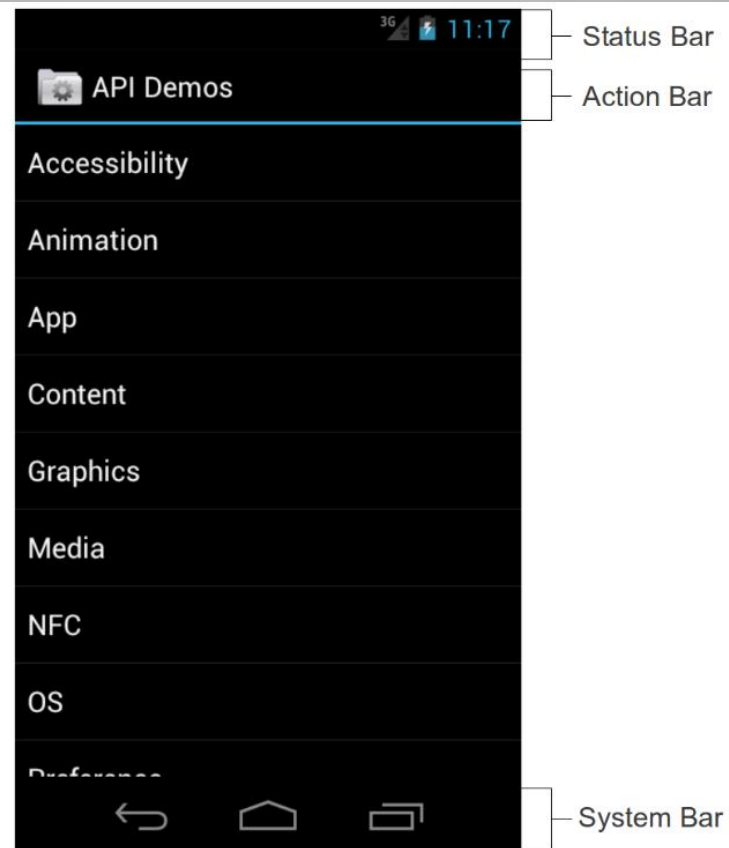 3G 11:17
Status Bar
API Demos
Action Bar
Accessibility
Animation
App
Content
Graphics
Media
NFC
OS
Preference
System Bar